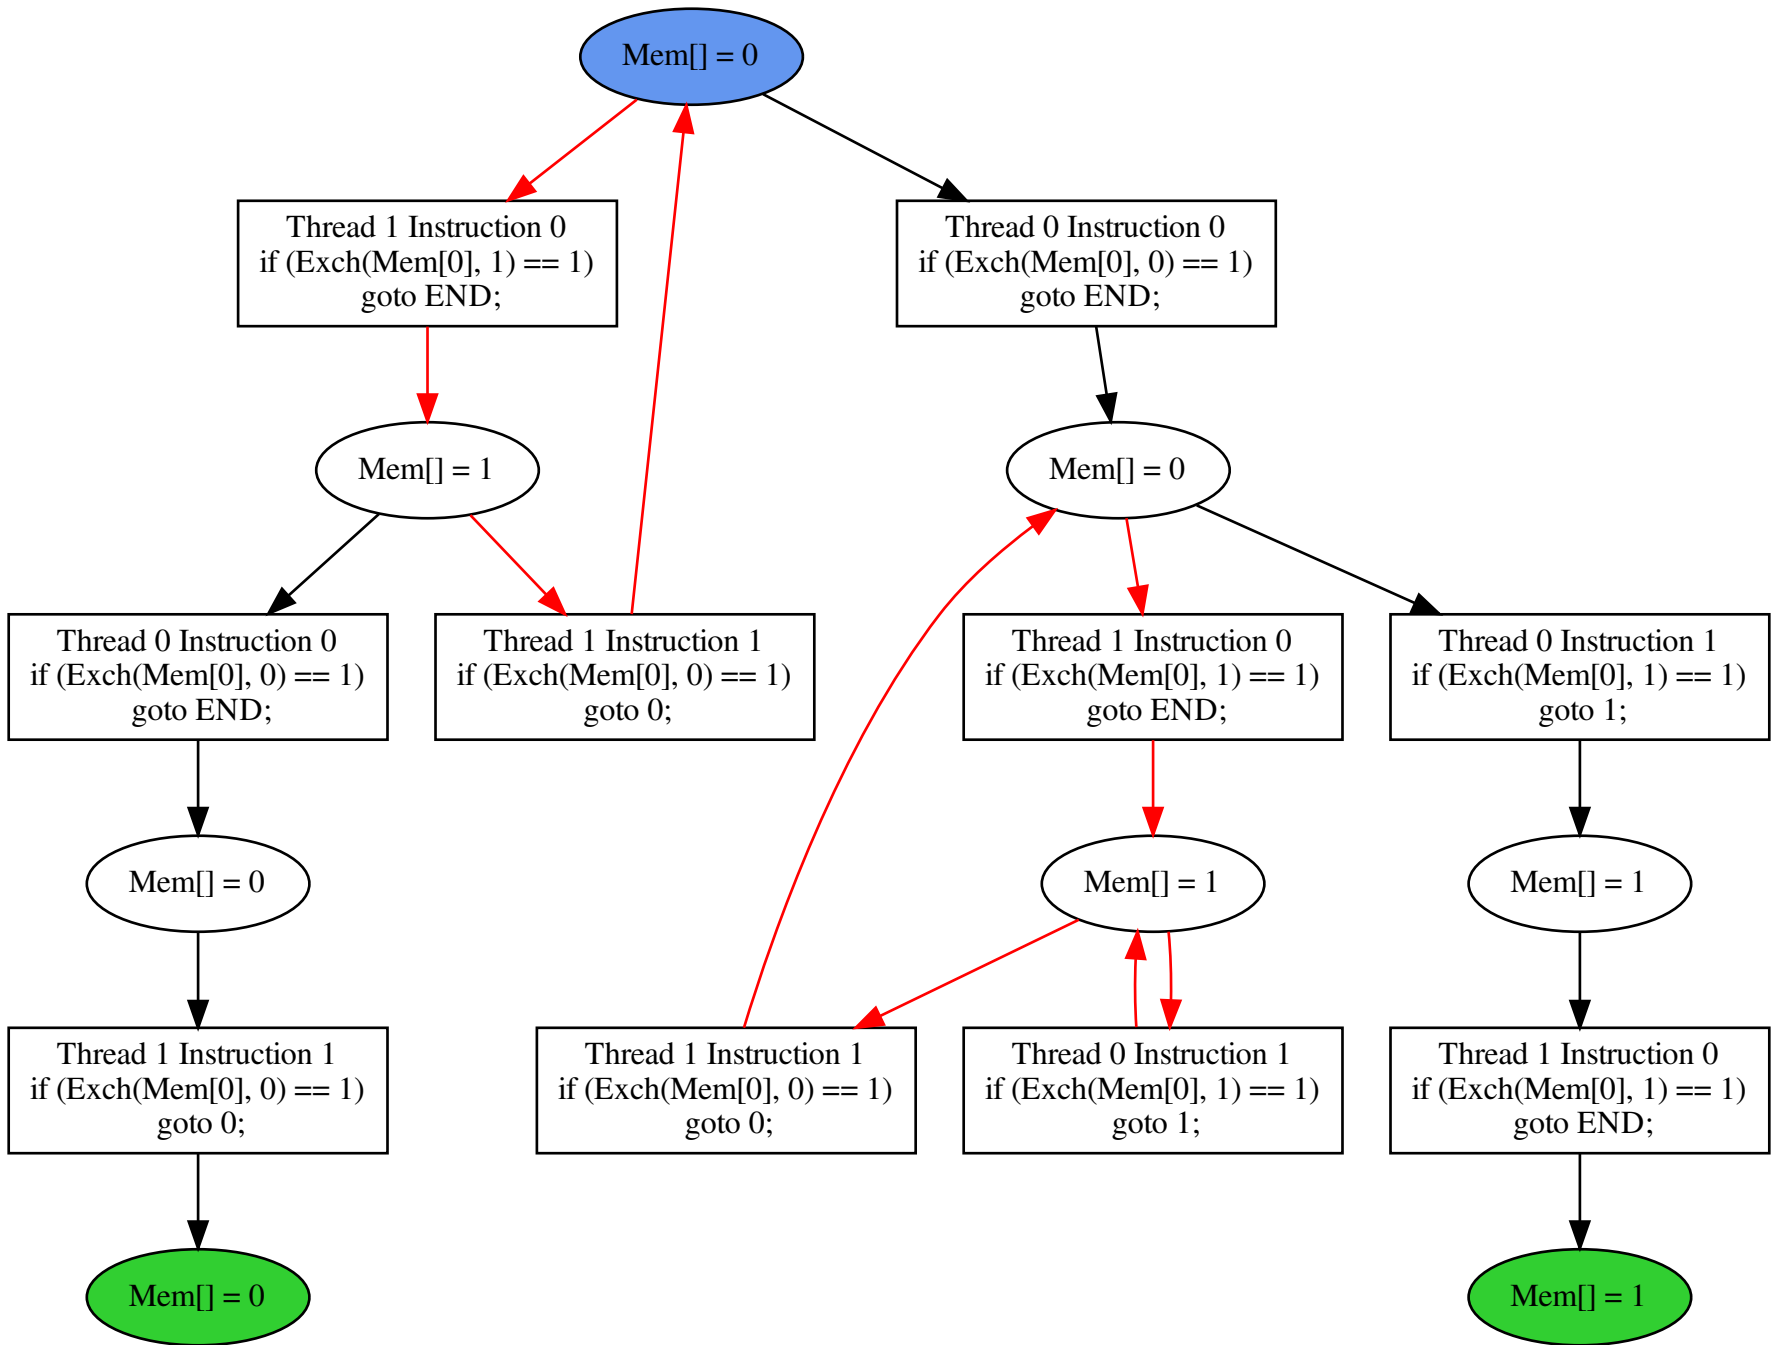 Mem[] = 0
Thread 1 Instruction 0
if (Exch(Mem[0], 1) == 1)
goto END;
Thread 0 Instruction 0
if (Exch(Mem[0], 0) == 1)
goto END;
Mem[] = 1
Mem[] = 0
Thread 0 Instruction 0
if (Exch(Mem[0], 0) == 1)
goto END;
Thread 1 Instruction 1
if (Exch(Mem[0], 0) == 1)
goto 0;
Thread 1 Instruction 0
if (Exch(Mem[0], 1) == 1)
goto END;
Thread 0 Instruction 1
if (Exch(Mem[0], 1) == 1)
goto 1;
Mem[] = 0
Mem[] = 1
Mem[] = 1
Thread 1 Instruction 1
if (Exch(Mem[0], 0) == 1)
goto 0;
Thread 1 Instruction 1
if (Exch(Mem[0], 0) == 1)
goto 0;
Thread 0 Instruction 1
if (Exch(Mem[0], 1) == 1)
goto 1;
Thread 1 Instruction 0
if (Exch(Mem[0], 1) == 1)
goto END;
Mem[] = 0
Mem[] = 1